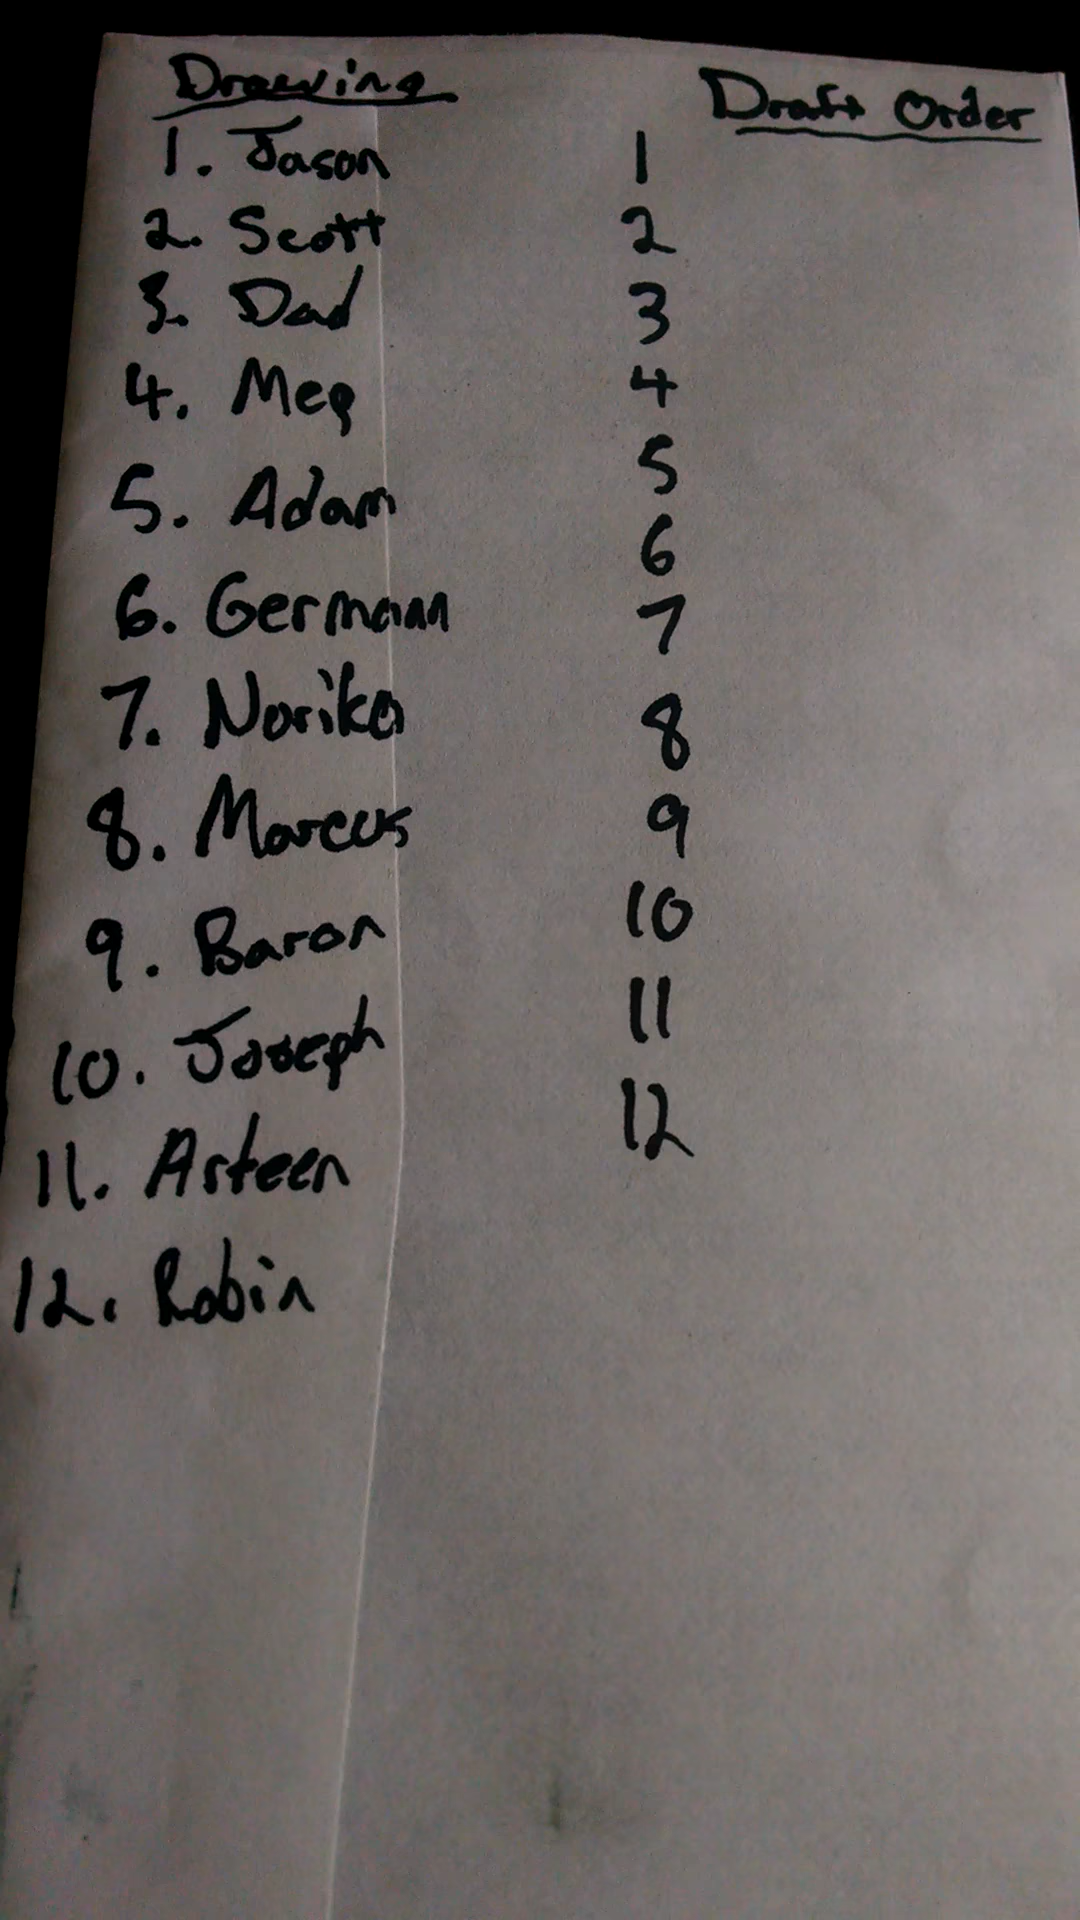 Drawing
1. Jason
2. Scott
3. Dad
4. Meg
5. Adam
6. Germann
7. Norika
8. Marcus
9. Baron
10. Joseph
11. Arteen
12. Robin
Draft Order
1
2
3
4
5
6
7
8
9
10
11
12